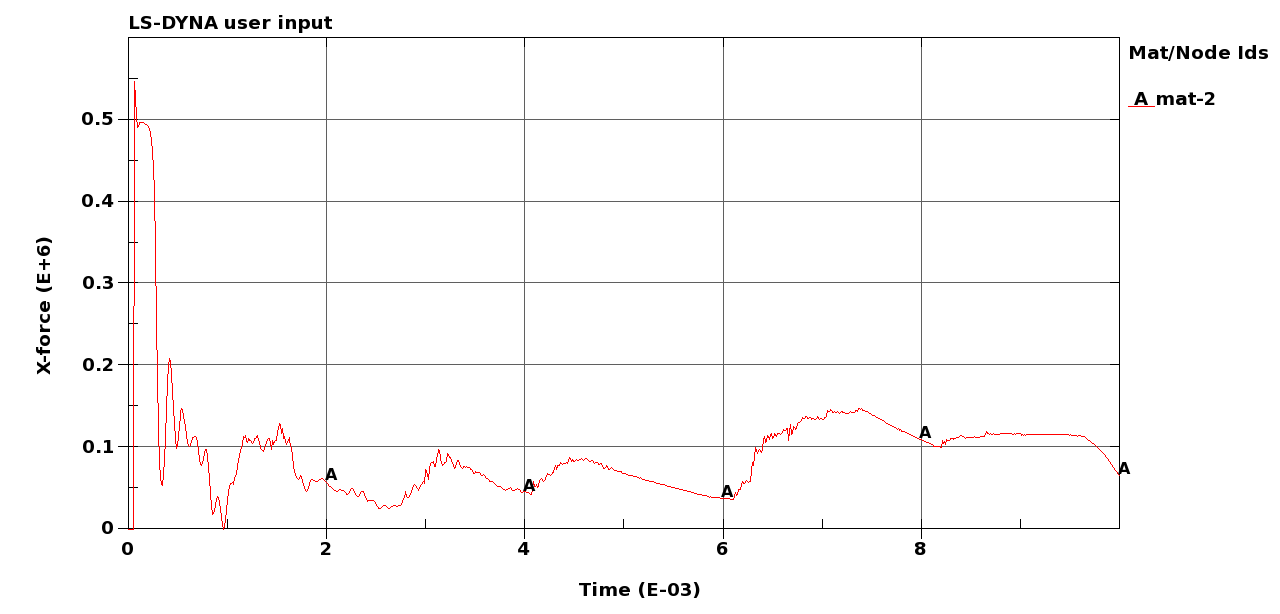 LS-DYNA user input
Mat/Node Ids
A mat-2
X-force (E+6)
0.5
0.4
0.3
0.2
0.1
0
A
A
A
A
A
0
2
4
6
8
Time (E-03)